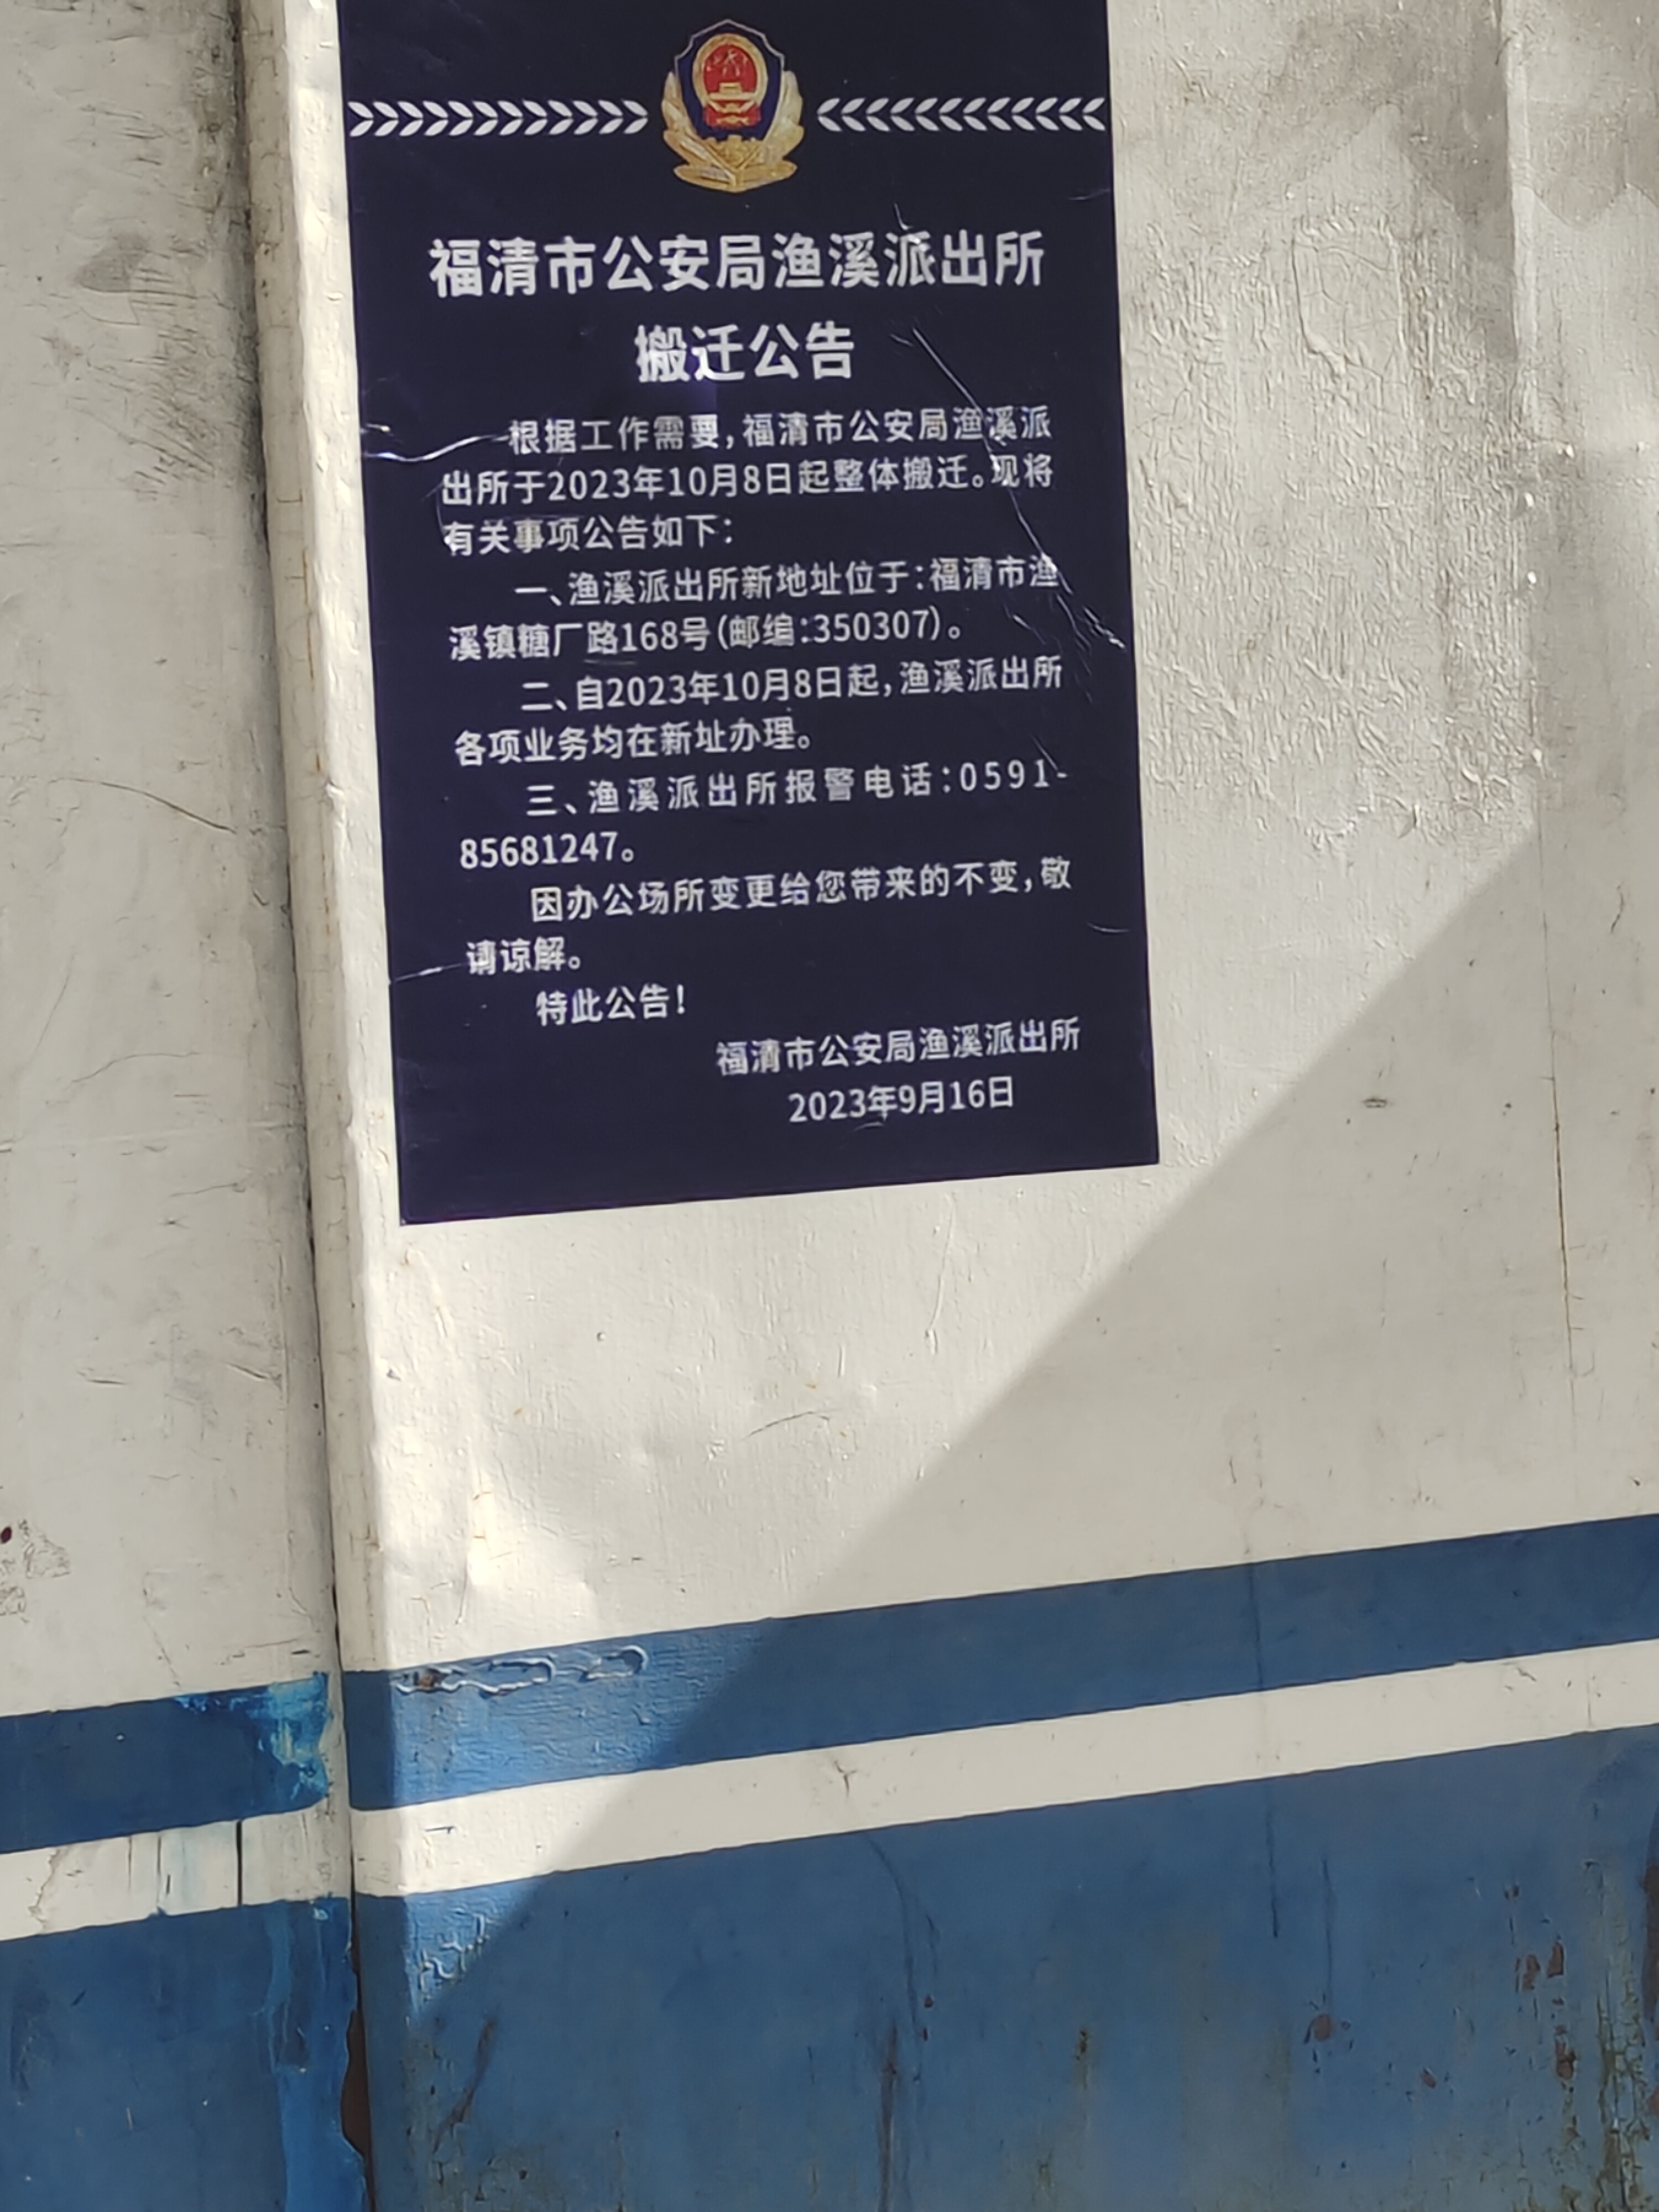 福清市公安局渔溪派出所
搬迁公告
根据工作需要,福清市公安局渔溪派
出所于2023年10月8日起整体搬迁。现将
有关事项公告如下:
一、渔溪派出所新地址位于:福清市渔
溪镇糖厂路168号(邮编:350307)。
二、自2023年10月8日起,渔溪派出所
各项业务均在新址办理。
三、渔溪派出所报警电话:0591-
85681247。
因办公场所变更给您带来的不变,敬
请谅解。
特此公告!
福清市公安局渔溪派出所
2023年9月16日